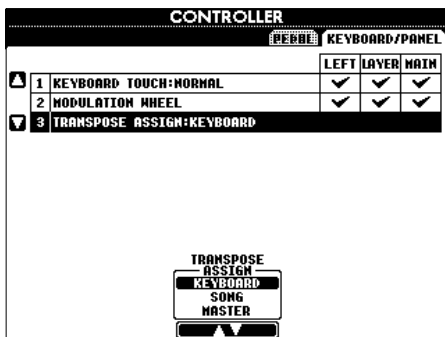 CONTROLLER
PEDAL KEYBOARD/PANEL
LEFT LAYER MAIN
1 KEYBOARD TOUCH:NORMAL
2 MODULATION WHEEL
3 TRANSPOSE ASSIGN:KEYBOARD
TRANSPOSE
ASSIGN
KEYBOARD
SONG
MASTER